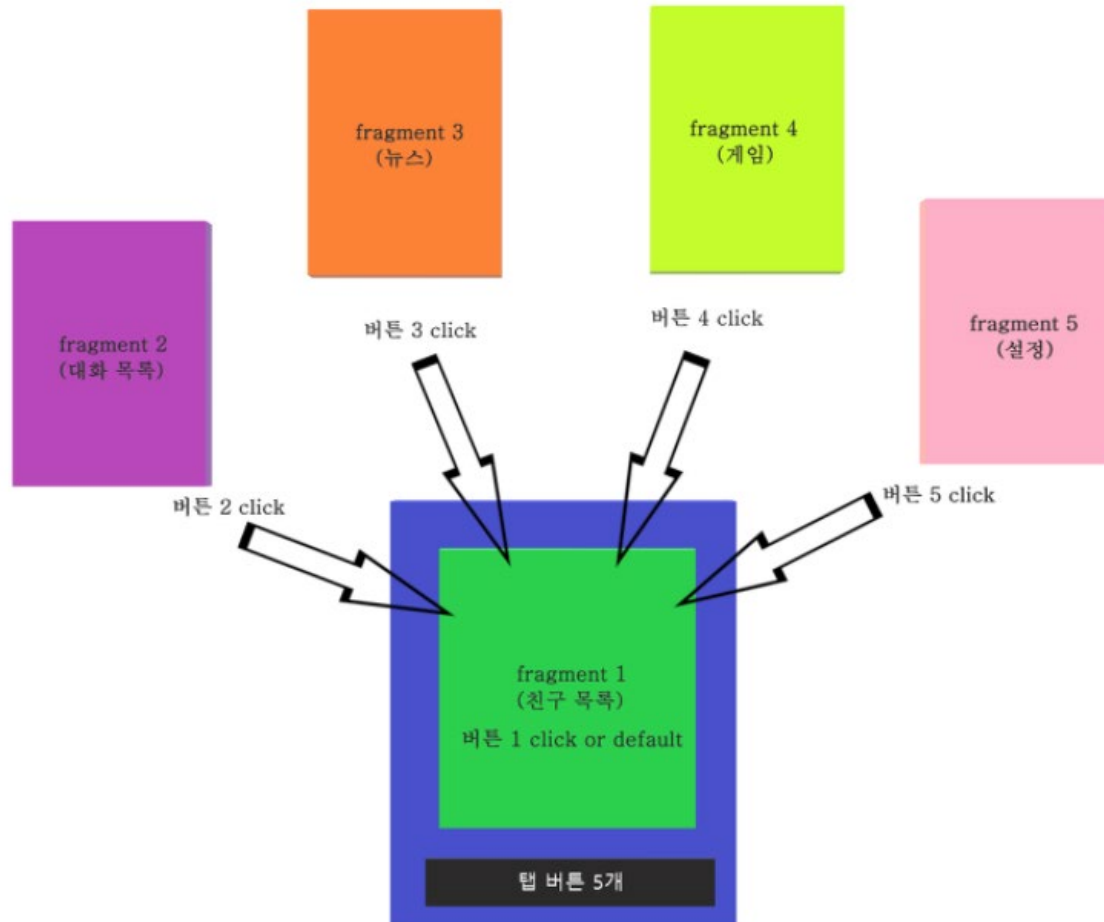 fragment 3
(뉴스)
fragment 4
(게임)
fragment 2
(대화 목록)
fragment 5
(설정)
버튼 3 click
버튼 4 click
버튼 2 click
버튼 5 click
fragment 1
(친구 목록)
버튼 1 click or default
탭 버튼 5개